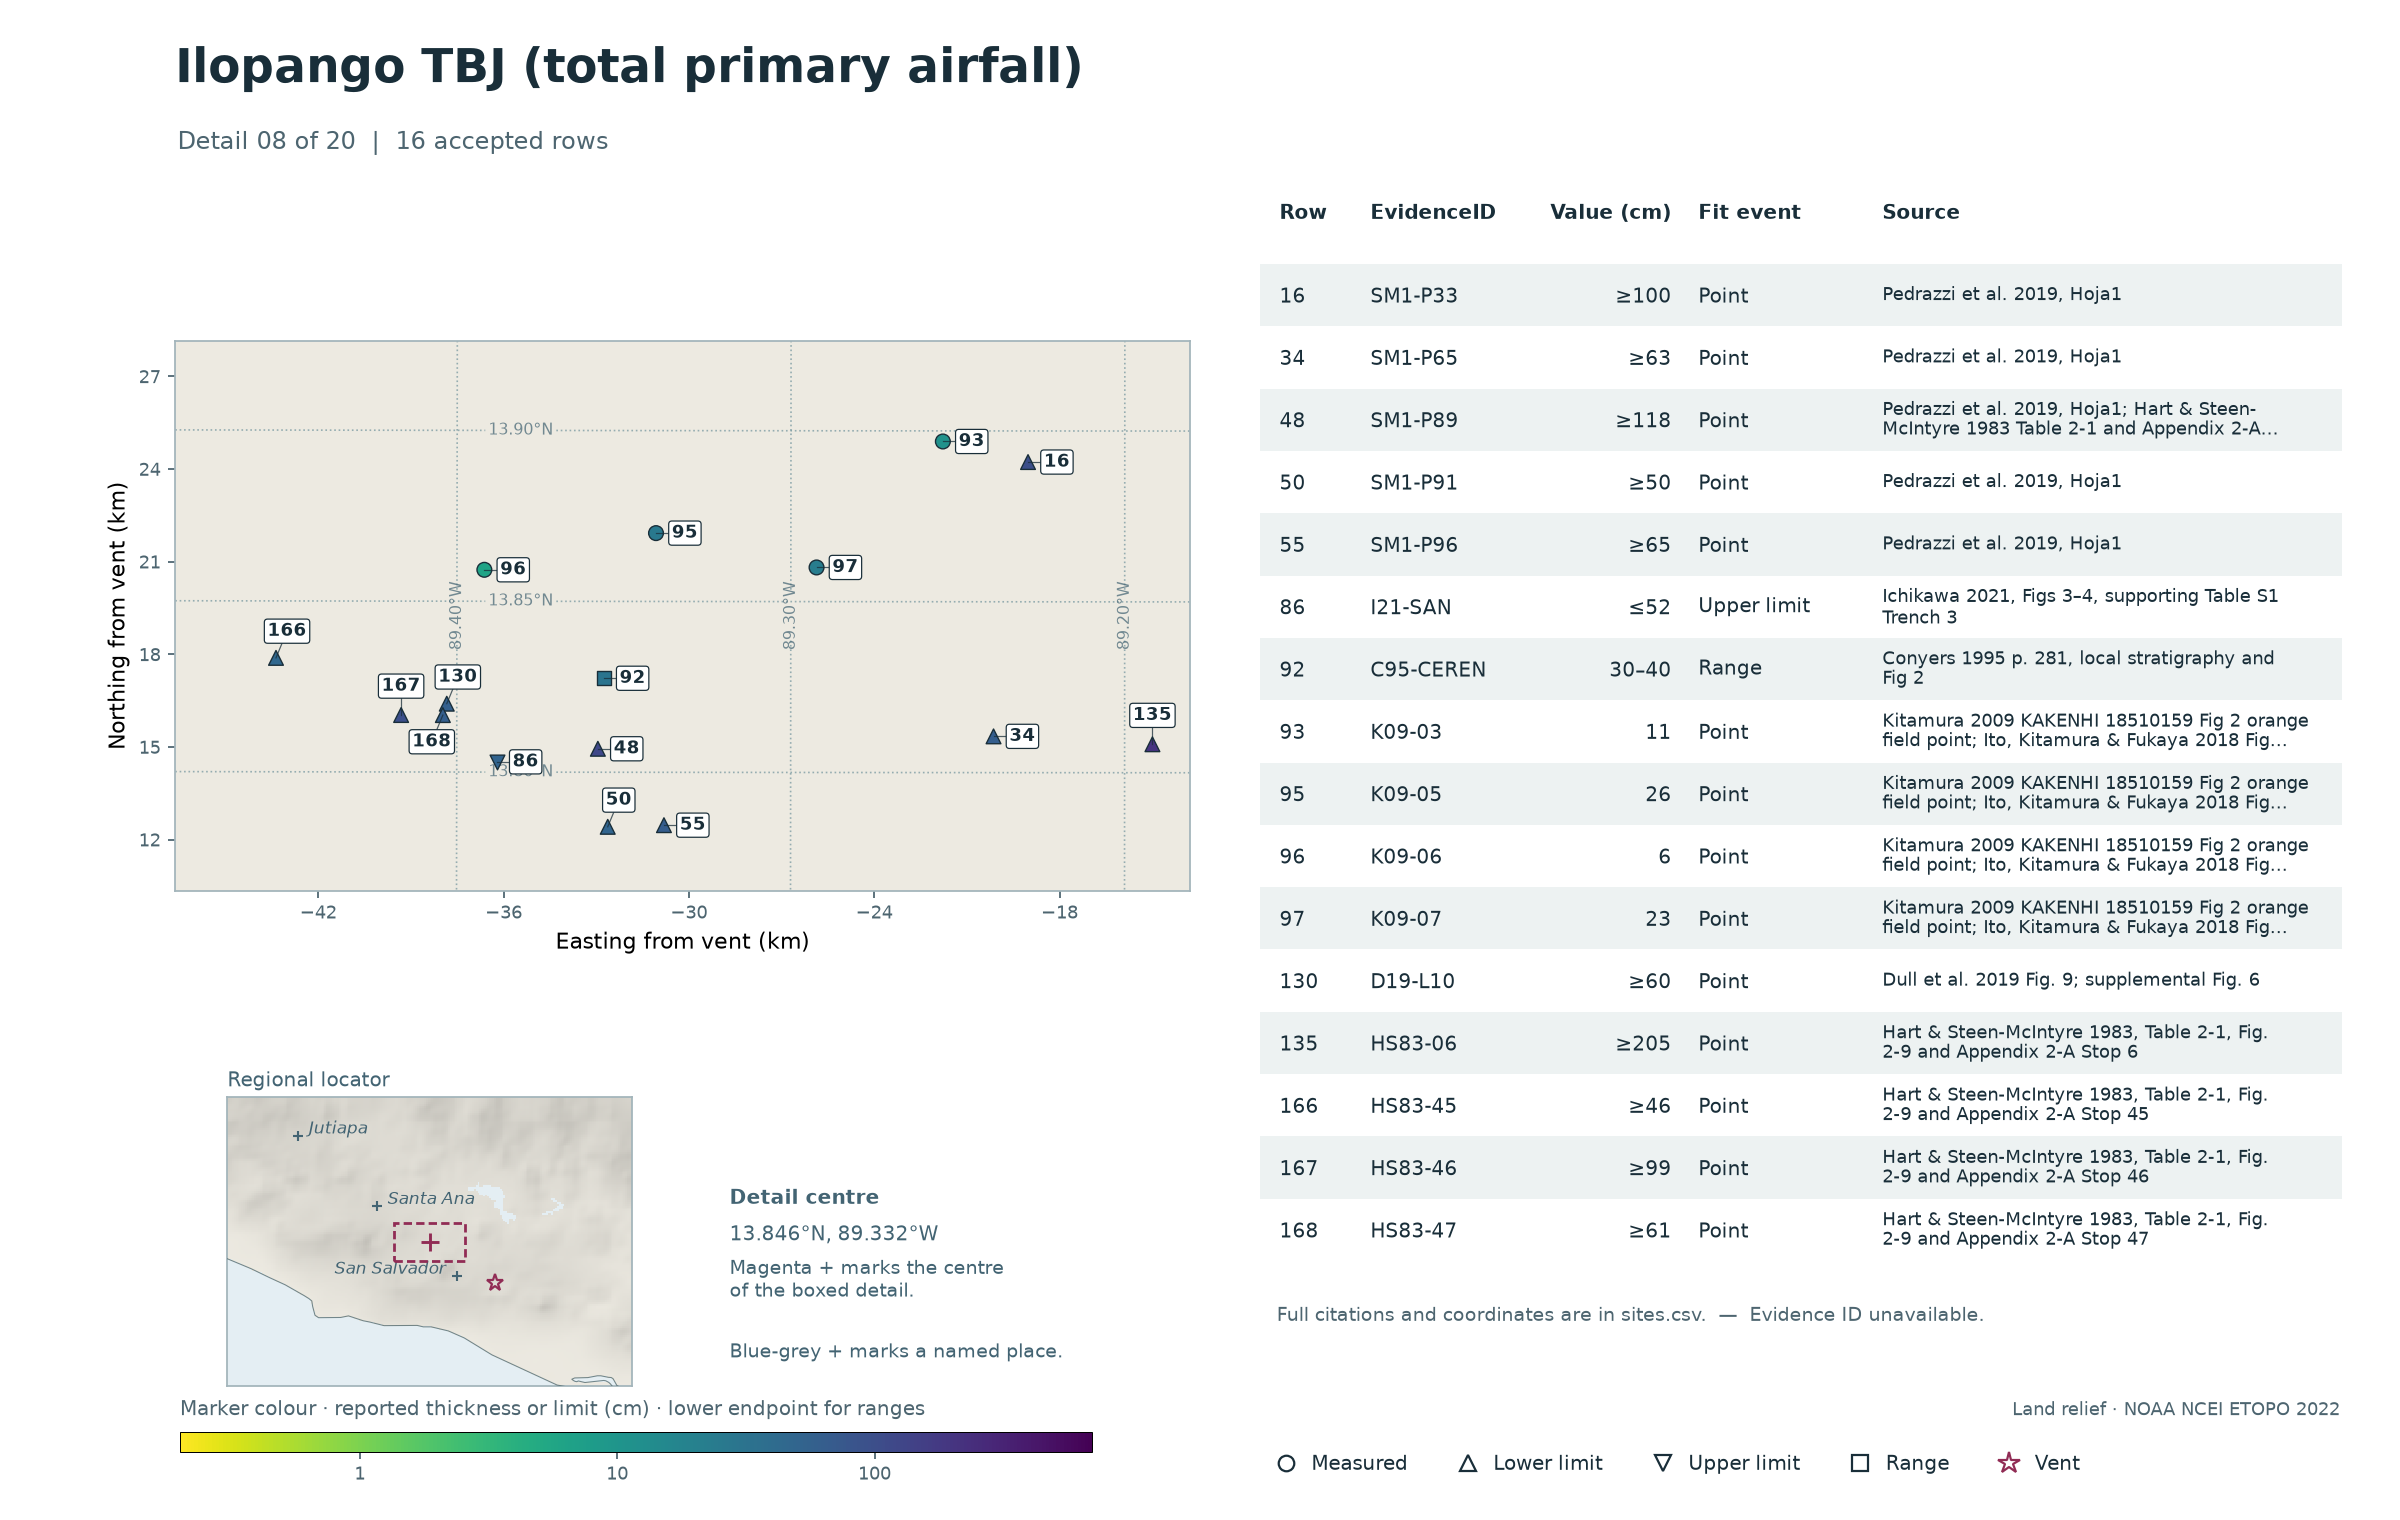 Ilopango TBJ (total primary airfall)
Detail 08 of 20 | 16 accepted rows
Northing from vent (km)
27
24
21
18
15
12
−42
−36
−30
−24
−18
Easting from vent (km)
13.90°N
13.85°N
89.40°W
89.30°W
89.20°W
93
16
95
97
96
166
167
130
168
92
86
48
50
55
34
135
Row EvidenceID Value (cm) Fit event Source
16 SM1-P33 ≥100 Point Pedrazzi et al. 2019, Hoja1
34 SM1-P65 ≥63 Point Pedrazzi et al. 2019, Hoja1
48 SM1-P89 ≥118 Point Pedrazzi et al. 2019, Hoja1; Hart & Steen-
McIntyre 1983 Table 2-1 and Appendix 2-A…
50 SM1-P91 ≥50 Point Pedrazzi et al. 2019, Hoja1
55 SM1-P96 ≥65 Point Pedrazzi et al. 2019, Hoja1
86 I21-SAN ≤52 Upper limit Ichikawa 2021, Figs 3–4, supporting Table S1
Trench 3
92 C95-CEREN 30–40 Range Conyers 1995 p. 281, local stratigraphy and
Fig 2
93 K09-03 11 Point Kitamura 2009 KAKENHI 18510159 Fig 2 orange
field point; Ito, Kitamura & Fukaya 2018 Fig…
95 K09-05 26 Point Kitamura 2009 KAKENHI 18510159 Fig 2 orange
field point; Ito, Kitamura & Fukaya 2018 Fig…
96 K09-06 6 Point Kitamura 2009 KAKENHI 18510159 Fig 2 orange
field point; Ito, Kitamura & Fukaya 2018 Fig…
97 K09-07 23 Point Kitamura 2009 KAKENHI 18510159 Fig 2 orange
field point; Ito, Kitamura & Fukaya 2018 Fig…
130 D19-L10 ≥60 Point Dull et al. 2019 Fig. 9; supplemental Fig. 6
135 HS83-06 ≥205 Point Hart & Steen-McIntyre 1983, Table 2-1, Fig.
2-9 and Appendix 2-A Stop 6
166 HS83-45 ≥46 Point Hart & Steen-McIntyre 1983, Table 2-1, Fig.
2-9 and Appendix 2-A Stop 45
167 HS83-46 ≥99 Point Hart & Steen-McIntyre 1983, Table 2-1, Fig.
2-9 and Appendix 2-A Stop 46
168 HS83-47 ≥61 Point Hart & Steen-McIntyre 1983, Table 2-1, Fig.
2-9 and Appendix 2-A Stop 47
Full citations and coordinates are in sites.csv. — Evidence ID unavailable.
Regional locator
Jutiapa
Santa Ana
San Salvador
Detail centre
13.846°N, 89.332°W
Magenta + marks the centre
of the boxed detail.
Blue-grey + marks a named place.
Marker colour · reported thickness or limit (cm) · lower endpoint for ranges
1
10
100
Land relief · NOAA NCEI ETOPO 2022
Measured
Lower limit
Upper limit
Range
Vent